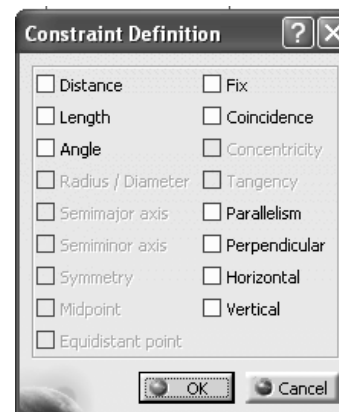 Constraint Definition
Distance
Fix
Length
Coincidence
Angle
Concentricity
Radius / Diameter
Tangency
Semimajor axis
Parallelism
Semiminor axis
Perpendicular
Symmetry
Horizontal
Midpoint
Vertical
Equidistant point
OK
Cancel